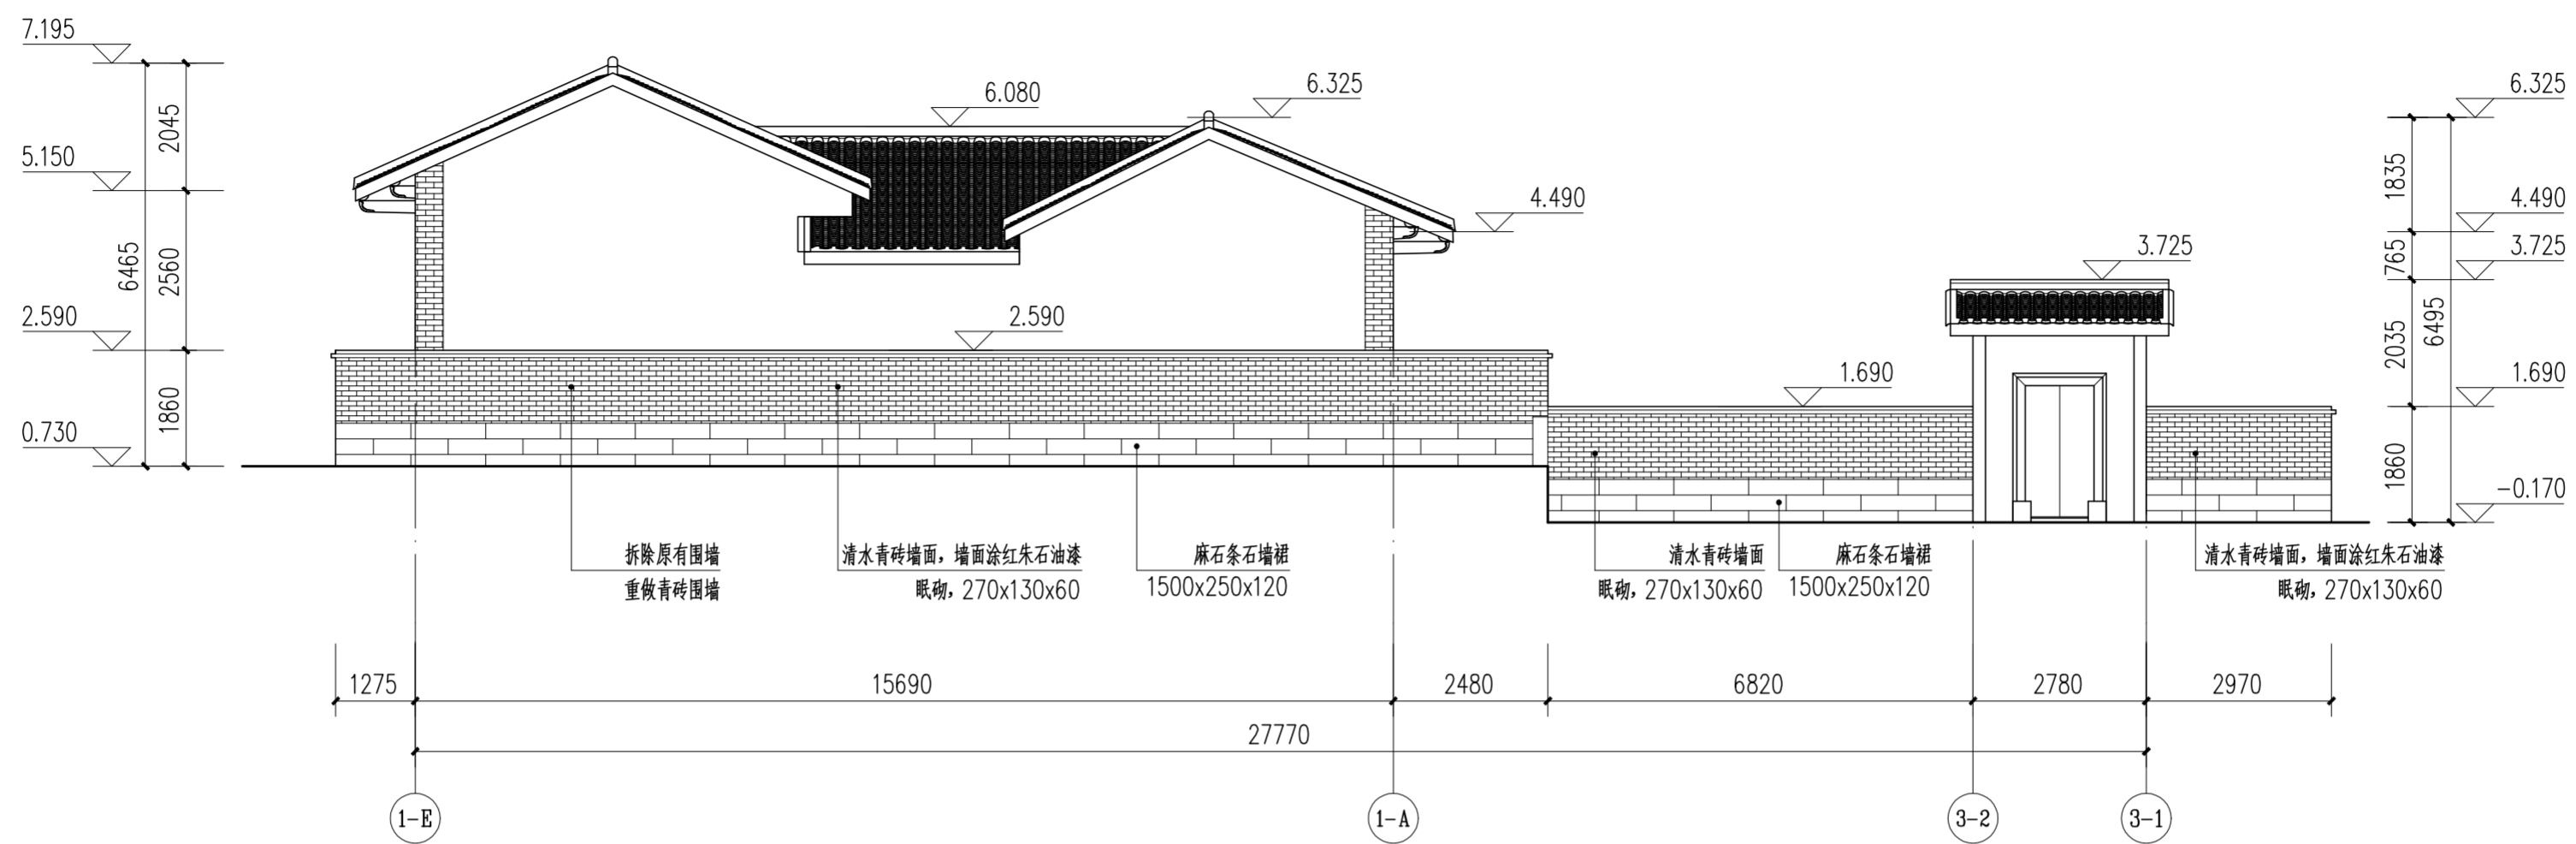 7.195
6.080
6.325
6.325
5.150
4.490
4.490
3.725
3.725
2.590
2.590
1.690
1.690
0.730
-0.170
2045
2560
1860
6465
1835
765
2035
1860
6495
拆除原有围墙
重做青砖围墙
清水青砖墙面，墙面涂红朱石油漆
眠砌，270x130x60
麻石条石墙裙
1500x250x120
清水青砖墙面
眠砌，270x130x60
麻石条石墙裙
1500x250x120
清水青砖墙面，墙面涂红朱石油漆
眠砌，270x130x60
1275 15690 2480 6820 2780 2970
27770
1-E 1-A 3-2 3-1